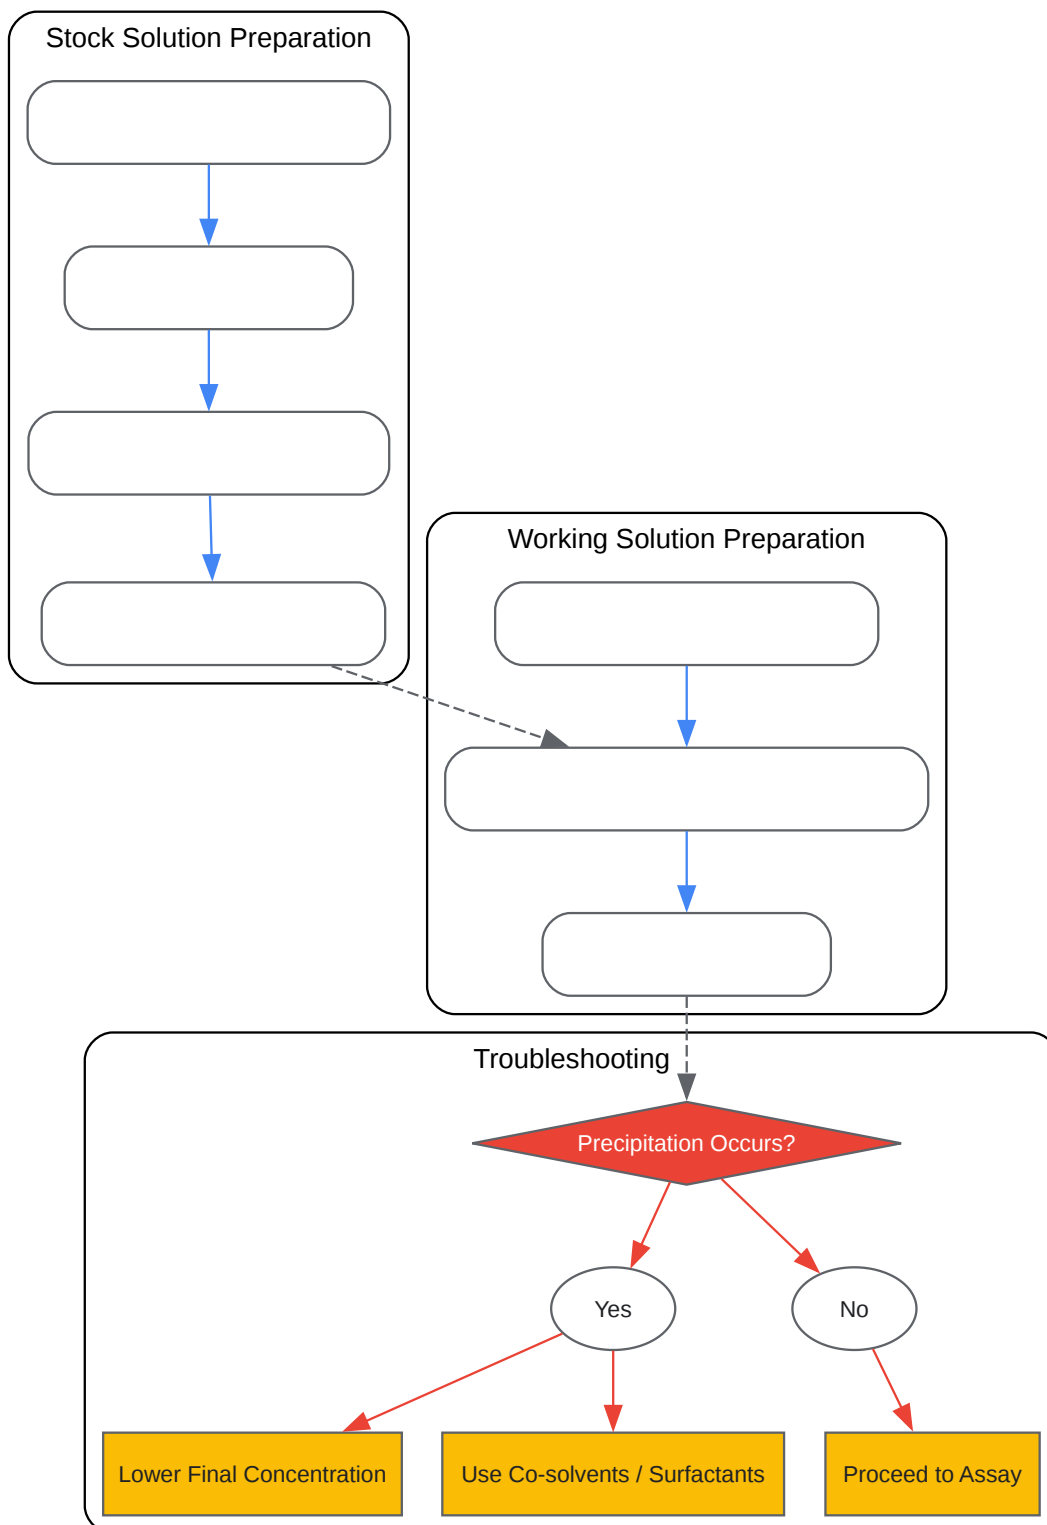 Stock Solution Preparation
Working Solution Preparation
Troubleshooting
Precipitation Occurs?
Yes
No
Lower Final Concentration
Use Co-solvents / Surfactants
Proceed to Assay